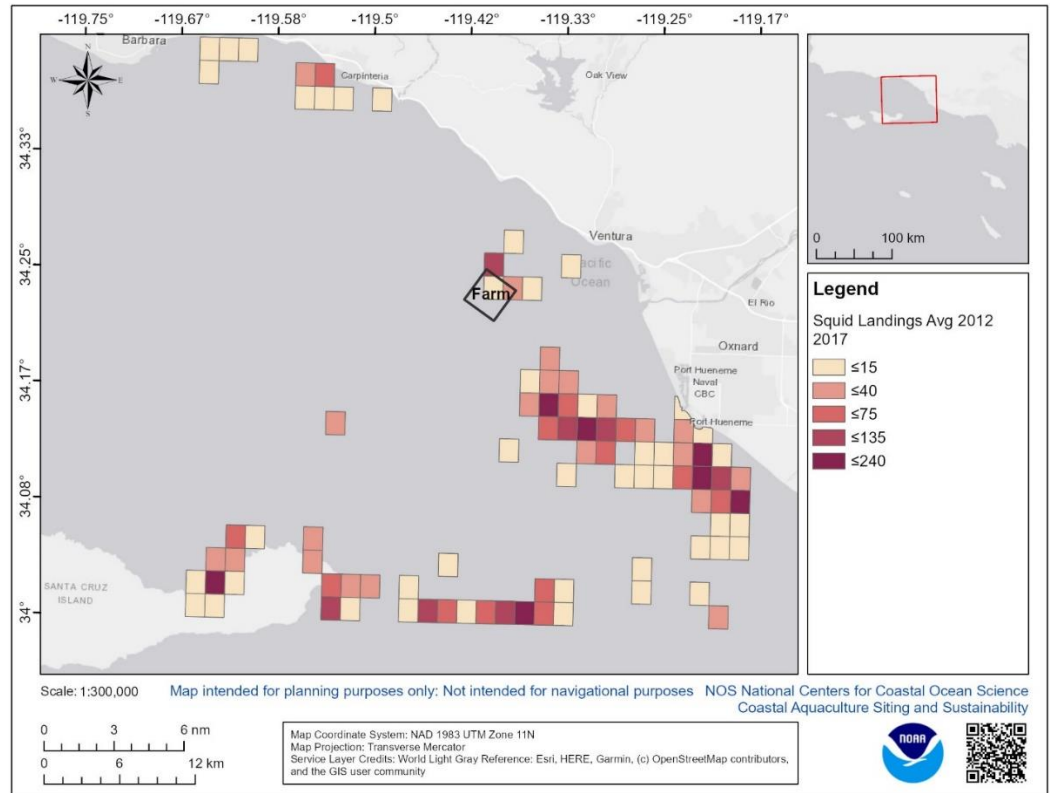 -119.75° -119.67° -119.58° -119.5° -119.42° -119.33° -119.25° -119.17°
Barbara
N
W E
S
Carpinteria
Oak View
34.33
34.25°
34.17°
34.08°
34°
Ventura
acific
Ocean
Farm
El Rio
Oxnard
Port Hueneme
Naval
CBC
Port Hueneme
SANTA CRUZ
ISLAND
0 100 km
Legend
Squid Landings Avg 2012
2017
≤15
≤40
≤75
≤135
≤240
Scale: 1:300,000
Map intended for planning purposes only: Not intended for navigational purposes
NOS National Centers for Coastal Ocean Science
Coastal Aquaculture Siting and Sustainability
0 3 6 nm
0 6 12 km
Map Coordinate System: NAD 1983 UTM Zone 11N
Map Projection: Transverse Mercator
Service Layer Credits: World Light Gray Reference: Esri, HERE, Garmin, (c) OpenStreetMap contributors,
and the GIS user community
NOAA